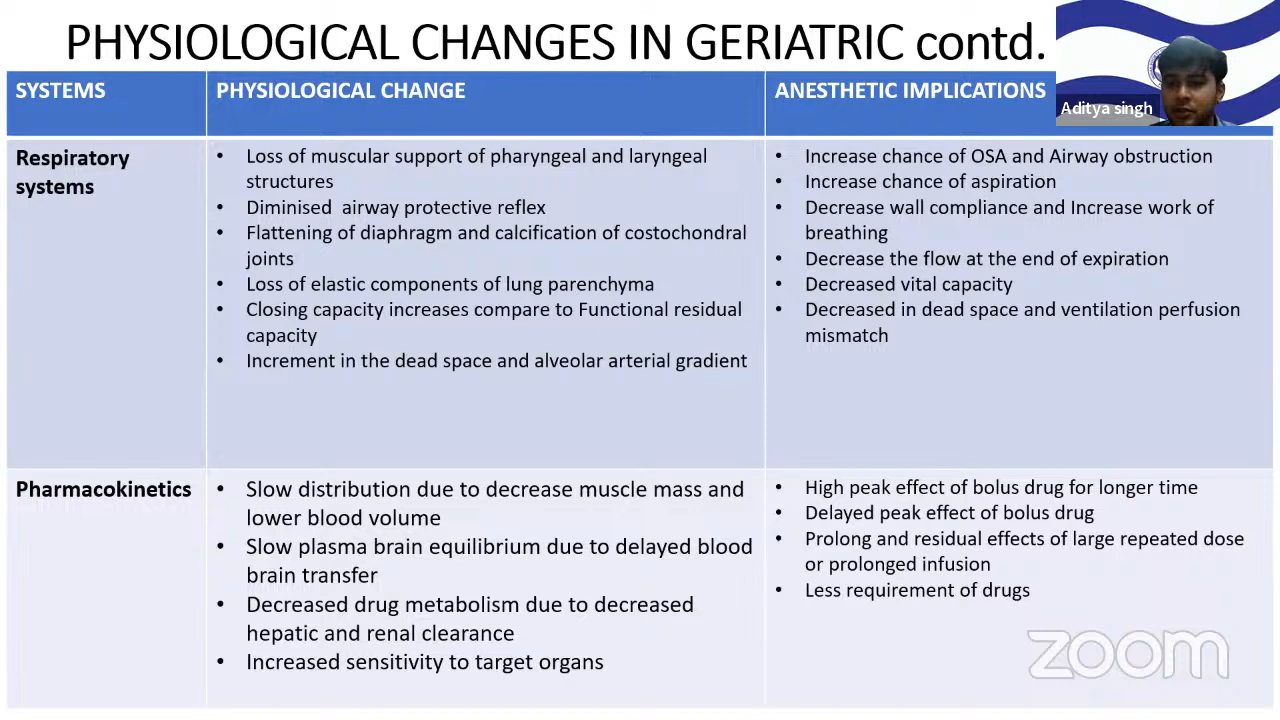 PHYSIOLOGICAL CHANGES IN GERIATRIC contd.
Aditya singh
SYSTEMS
PHYSIOLOGICAL CHANGE
ANESTHETIC IMPLICATIONS
Respiratory
systems
• Loss of muscular support of pharyngeal and laryngeal
structures
• Diminised airway protective reflex
• Flattening of diaphragm and calcification of costochondral
joints
• Loss of elastic components of lung parenchyma
• Closing capacity increases compare to Functional residual
capacity
• Increment in the dead space and alveolar arterial gradient
• Increase chance of OSA and Airway obstruction
• Increase chance of aspiration
• Decrease wall compliance and Increase work of
breathing
• Decrease the flow at the end of expiration
• Decreased vital capacity
• Decreased in dead space and ventilation perfusion
mismatch
Pharmacokinetics
• Slow distribution due to decrease muscle mass and
lower blood volume
• Slow plasma brain equilibrium due to delayed blood
brain transfer
• Decreased drug metabolism due to decreased
hepatic and renal clearance
• Increased sensitivity to target organs
• High peak effect of bolus drug for longer time
• Delayed peak effect of bolus drug
• Prolong and residual effects of large repeated dose
or prolonged infusion
• Less requirement of drugs
zoom